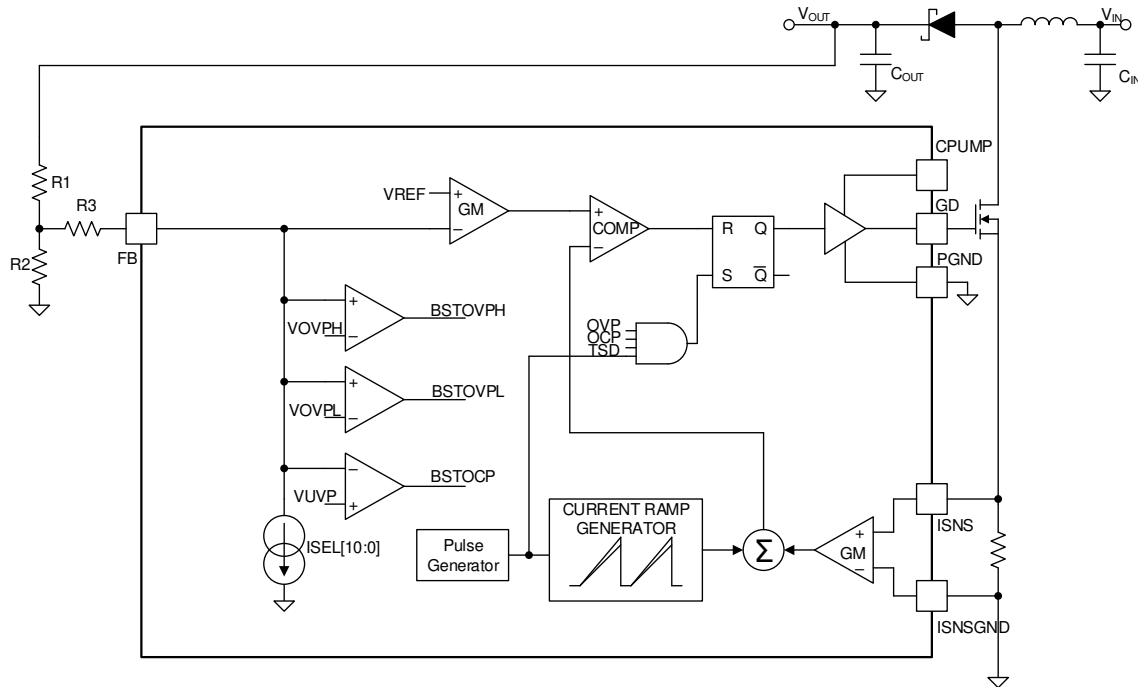 VOUT
VIN
COUT
CIN
CPUMP
R1
VREF
+
GM
−
+
COMP
−
R Q
S Q̅
GD
R3
FB
R2
PGND
+
BSTOVPH
VOVPH
−
OVP
OCP
TSD
+
BSTOVPL
VOVPL
−
−
BSTOCP
VUVP
+
ISEL[10:0]
Pulse
Generator
CURRENT RAMP
GENERATOR
Σ
+
GM
−
ISNS
ISNSGND